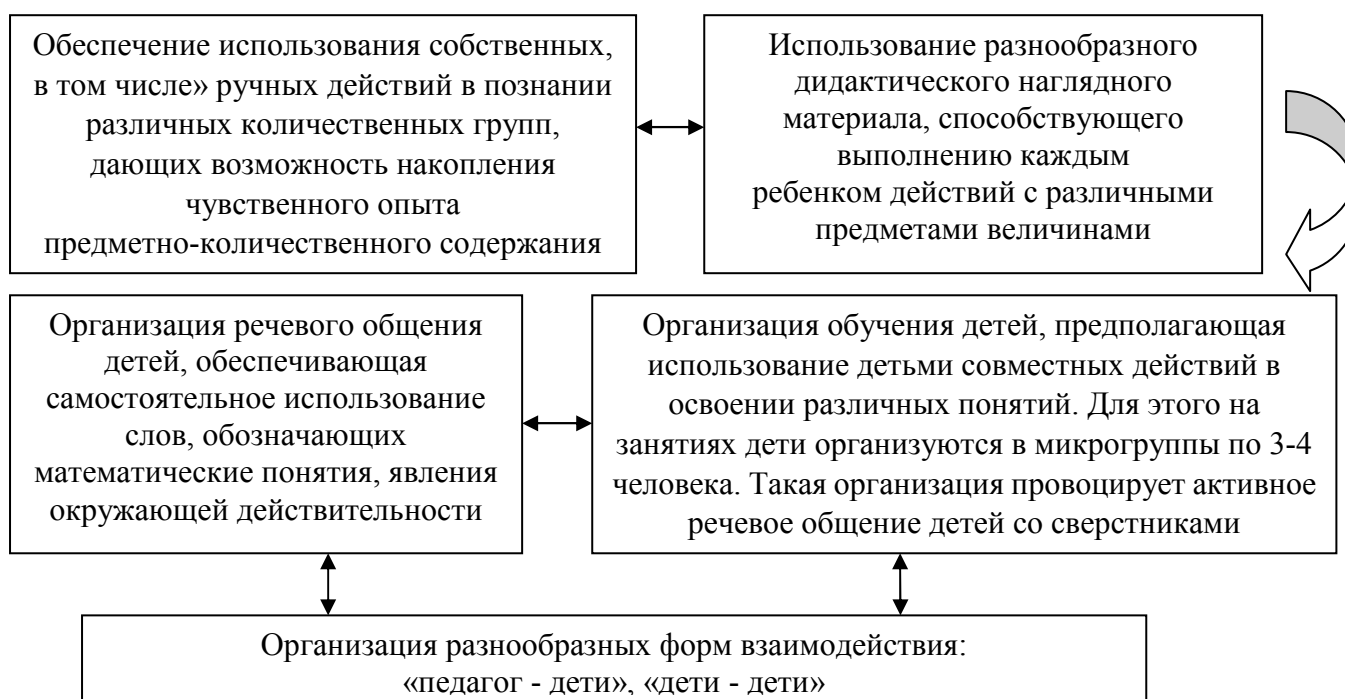 Обеспечение использования собственных,
в том числе» ручных действий в познании
различных количественных групп,
дающих возможность накопления
чувственного опыта
предметно-количественного содержания
Использование разнообразного
дидактического наглядного
материала, способствующего
выполнению каждым
ребенком действий с различными
предметами величинами
Организация речевого общения
детей, обеспечивающая
самостоятельное использование
слов, обозначающих
математические понятия, явления
окружающей действительности
Организация обучения детей, предполагающая
использование детьми совместных действий в
освоении различных понятий. Для этого на
занятиях дети организуются в микрогруппы по 3-4
человека. Такая организация провоцирует активное
речевое общение детей со сверстниками
Организация разнообразных форм взаимодействия:
«педагог - дети», «дети - дети»